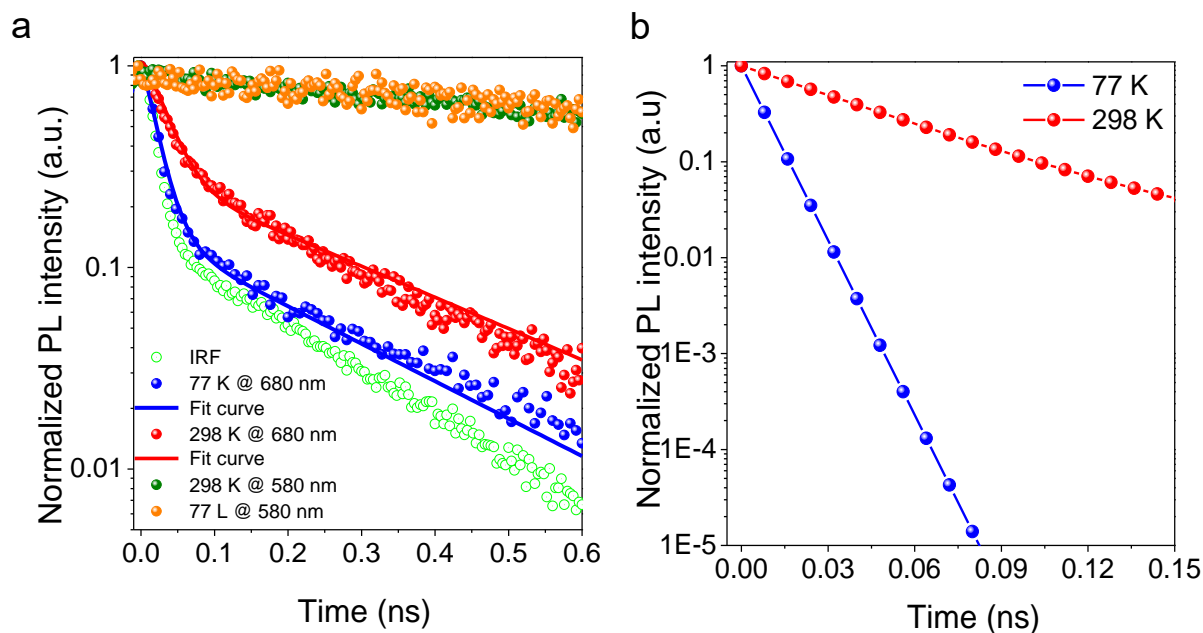 a
Normalized PL intensity (a.u.)
1
0.1
0.01
IRF
77 K @ 680 nm
Fit curve
298 K @ 680 nm
Fit curve
298 K @ 580 nm
77 L @ 580 nm
0.0 0.1 0.2 0.3 0.4 0.5 0.6
Time (ns)
b
Normalized PL intensity (a.u)
1
0.1
0.01
1E-3
1E-4
1E-5
77 K
298 K
0.00 0.03 0.06 0.09 0.12 0.15
Time (ns)